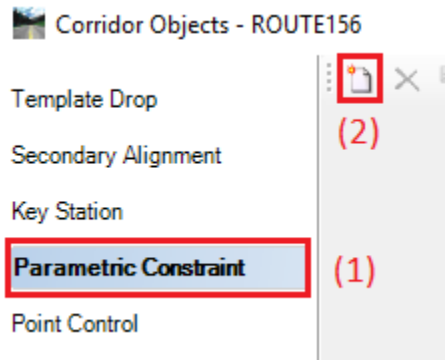 Corridor Objects - ROUTE156
Template Drop
(2)
Secondary Alignment
Key Station
Parametric Constraint
(1)
Point Control